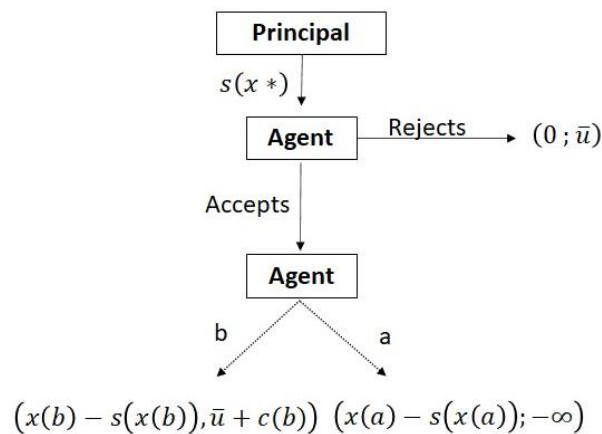 Principal
s(x *)
Agent
Rejects
(0 ; ū)
Accepts
Agent
b
a
(x(b) − s(x(b)), ū + c(b)) (x(a) − s(x(a)); −∞)